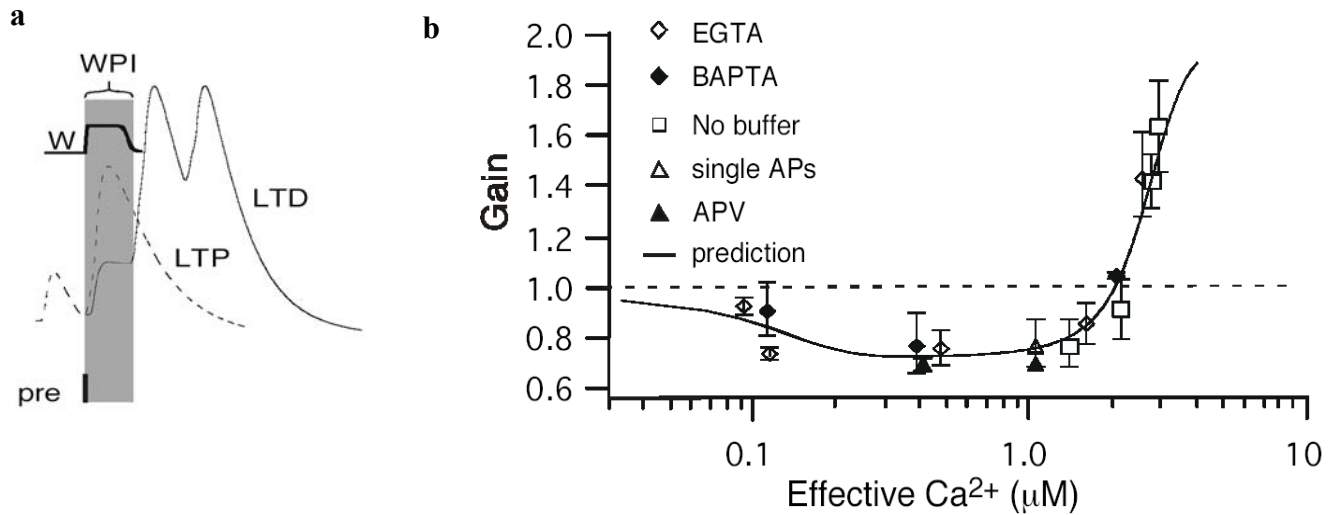 a
WPI
W
LTD
LTP
pre
b
EGTA
BAPTA
No buffer
single APs
APV
prediction
Gain
2.0
1.8
1.6
1.4
1.2
1.0
0.8
0.6
0.1
1.0
10
Effective Ca2+ (μM)